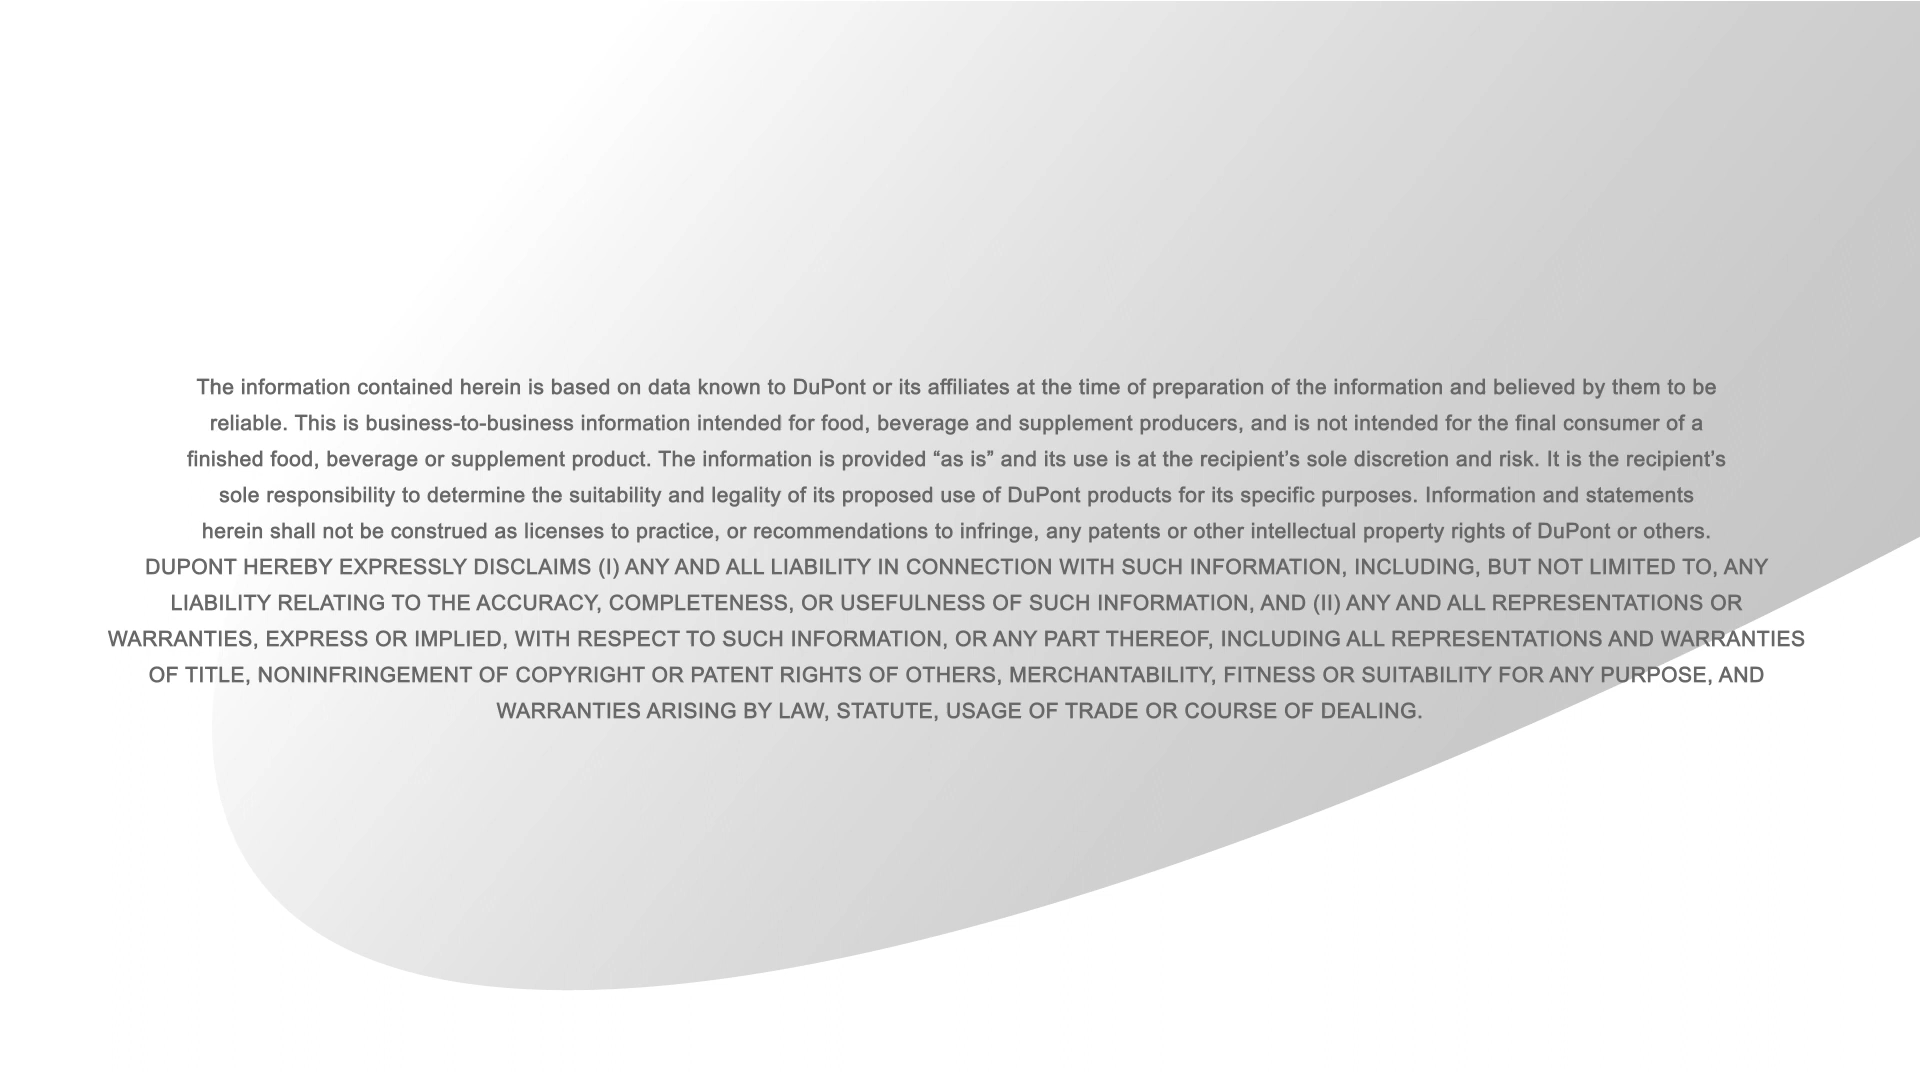 The information contained herein is based on data known to DuPont or its affiliates at the time of preparation of the information and believed by them to be
reliable. This is business-to-business information intended for food, beverage and supplement producers, and is not intended for the final consumer of a
finished food, beverage or supplement product. The information is provided “as is” and its use is at the recipient’s sole discretion and risk. It is the recipient’s
sole responsibility to determine the suitability and legality of its proposed use of DuPont products for its specific purposes. Information and statements
herein shall not be construed as licenses to practice, or recommendations to infringe, any patents or other intellectual property rights of DuPont or others.
DUPONT HEREBY EXPRESSLY DISCLAIMS (I) ANY AND ALL LIABILITY IN CONNECTION WITH SUCH INFORMATION, INCLUDING, BUT NOT LIMITED TO, ANY
LIABILITY RELATING TO THE ACCURACY, COMPLETENESS, OR USEFULNESS OF SUCH INFORMATION, AND (II) ANY AND ALL REPRESENTATIONS OR
WARRANTIES, EXPRESS OR IMPLIED, WITH RESPECT TO SUCH INFORMATION, OR ANY PART THEREOF, INCLUDING ALL REPRESENTATIONS AND WARRANTIES
OF TITLE, NONINFRINGEMENT OF COPYRIGHT OR PATENT RIGHTS OF OTHERS, MERCHANTABILITY, FITNESS OR SUITABILITY FOR ANY PURPOSE, AND
WARRANTIES ARISING BY LAW, STATUTE, USAGE OF TRADE OR COURSE OF DEALING.